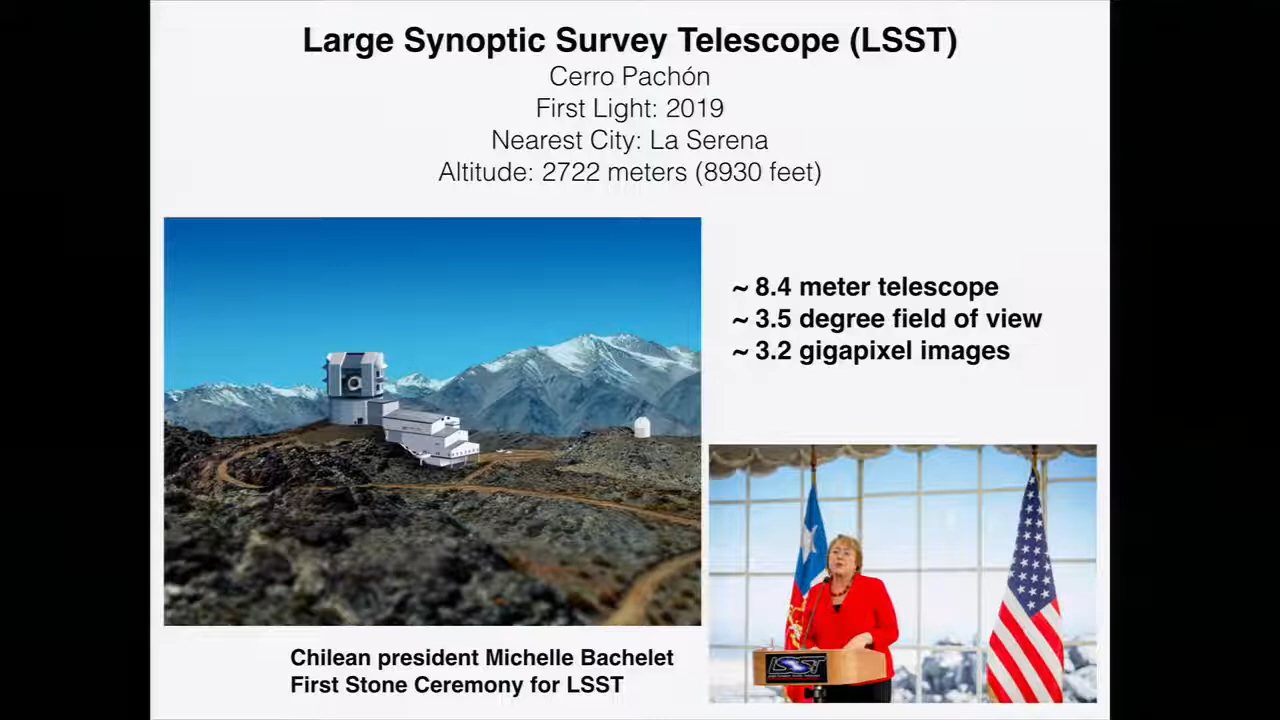 Large Synoptic Survey Telescope (LSST)
Cerro Pachón
First Light: 2019
Nearest City: La Serena
Altitude: 2722 meters (8930 feet)
~ 8.4 meter telescope
~ 3.5 degree field of view
~ 3.2 gigapixel images
LSST
Chilean president Michelle Bachelet
First Stone Ceremony for LSST